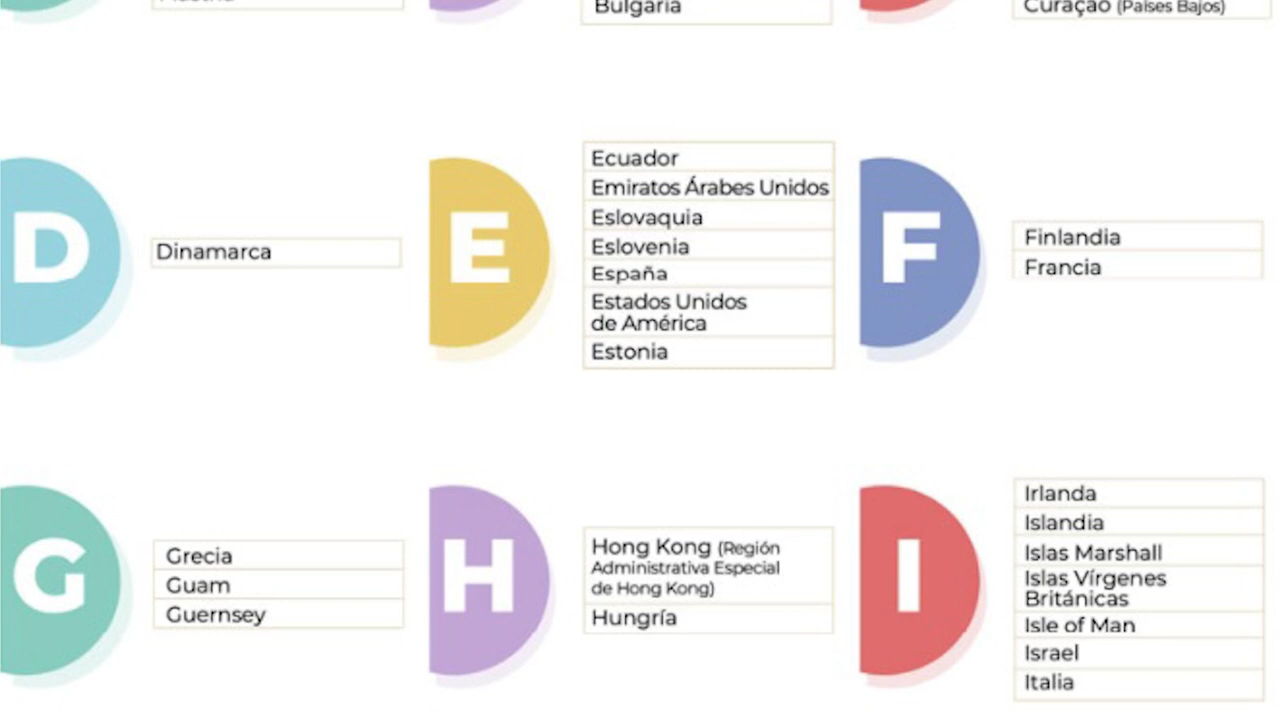 Bulgaria
Curaçao (Países Bajos)
D
Dinamarca
E
Ecuador
Emiratos Árabes Unidos
Eslovaquia
Eslovenia
España
Estados Unidos
de América
Estonia
F
Finlandia
Francia
G
Grecia
Guam
Guernsey
H
Hong Kong (Región
Administrativa Especial
de Hong Kong)
Hungría
I
Irlanda
Islandia
Islas Marshall
Islas Vírgenes
Británicas
Isle of Man
Israel
Italia